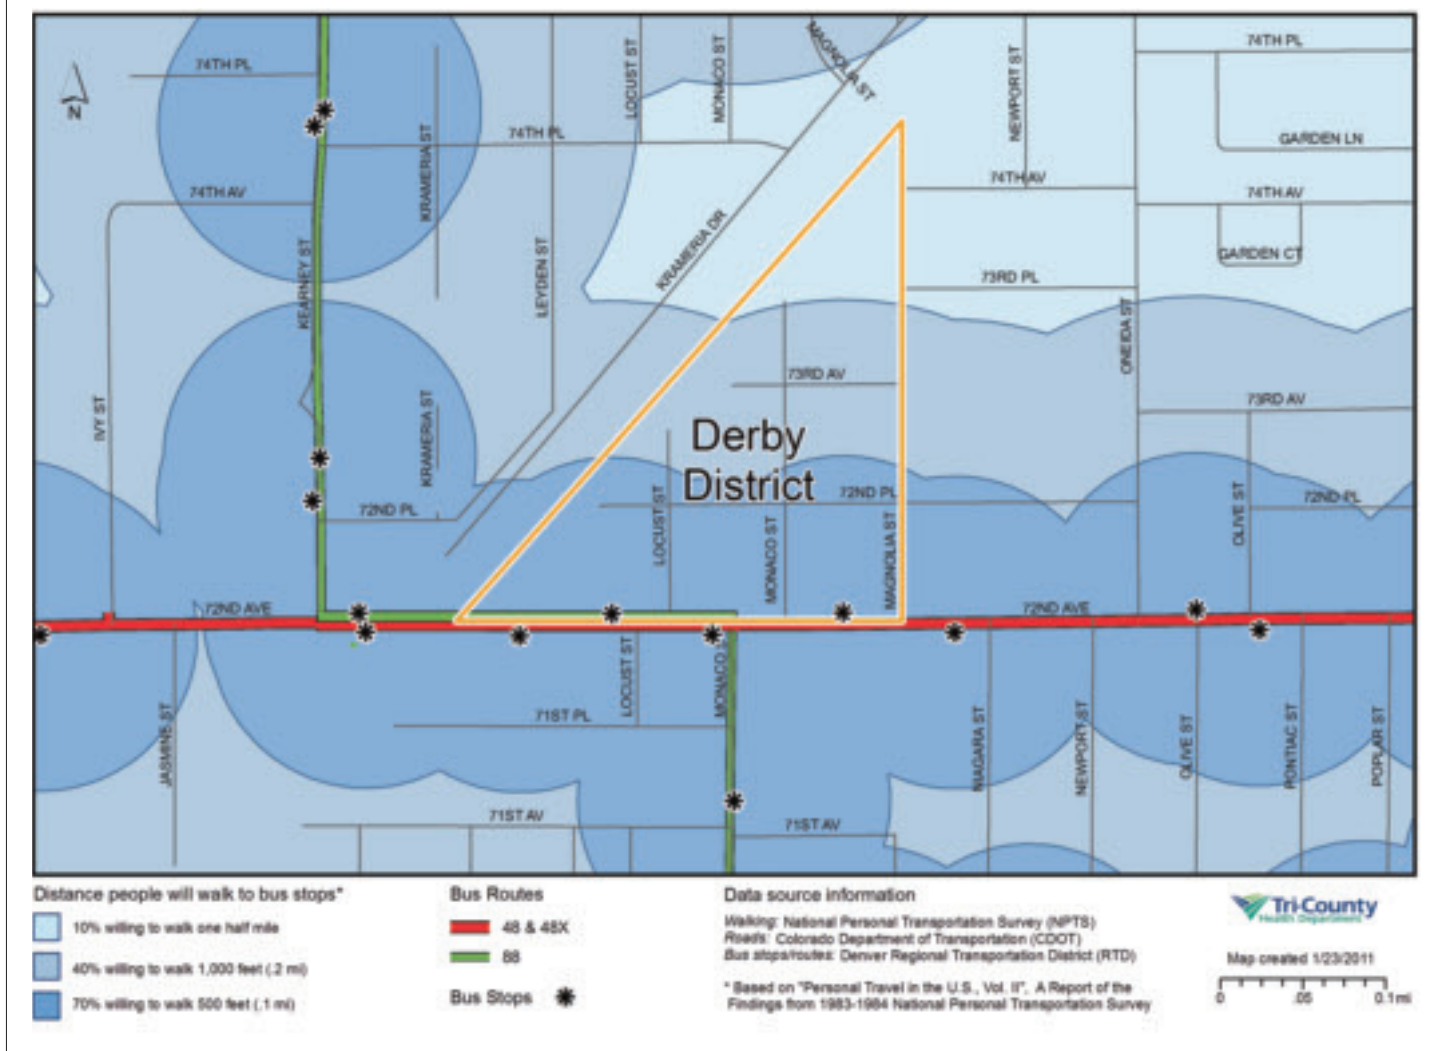 MAGNOLIA ST
74TH PL
74TH PL
LOCUST ST
MONACO ST
NEWPORT ST
N
KRAMERIA ST
74TH PL
GARDEN LN
74TH AV
74TH AV
74TH AV
KRAMERIA DR
KEARNEY ST
LEYDEN ST
GARDEN CT
73RD PL
ONEIDA ST
73RD AV
IVY ST
KRAMERIA ST
73RD AV
Derby
District
72ND PL
72ND PL
72ND PL
LOCUST ST
MONACO ST
MAGNOLIA ST
OLIVE ST
72ND AVE
72ND AVE
LOCUST ST
MONACO S
71ST PL
JASMINE ST
NIAGARA ST
NEWPORT ST
OLIVE ST
PONTIAC ST
POPLAR ST
71ST AV
71ST AV
Distance people will walk to bus stops*
10% willing to walk one half mile
40% willing to walk 1,000 feet (.2 mi)
70% willing to walk 500 feet (.1 mi)
Bus Routes
48 & 48X
88
Bus Stops
Data source information
Walking: National Personal Transportation Survey (NPTS)
Roads: Colorado Department of Transportation (CDOT)
Bus stops/routes: Denver Regional Transportation District (RTD)
* Based on "Personal Travel in the U.S., Vol. II", A Report of the
Findings from 1983-1984 National Personal Transportation Survey
Tri-County
Health Department
Map created 1/23/2011
0 .05 0.1 mi